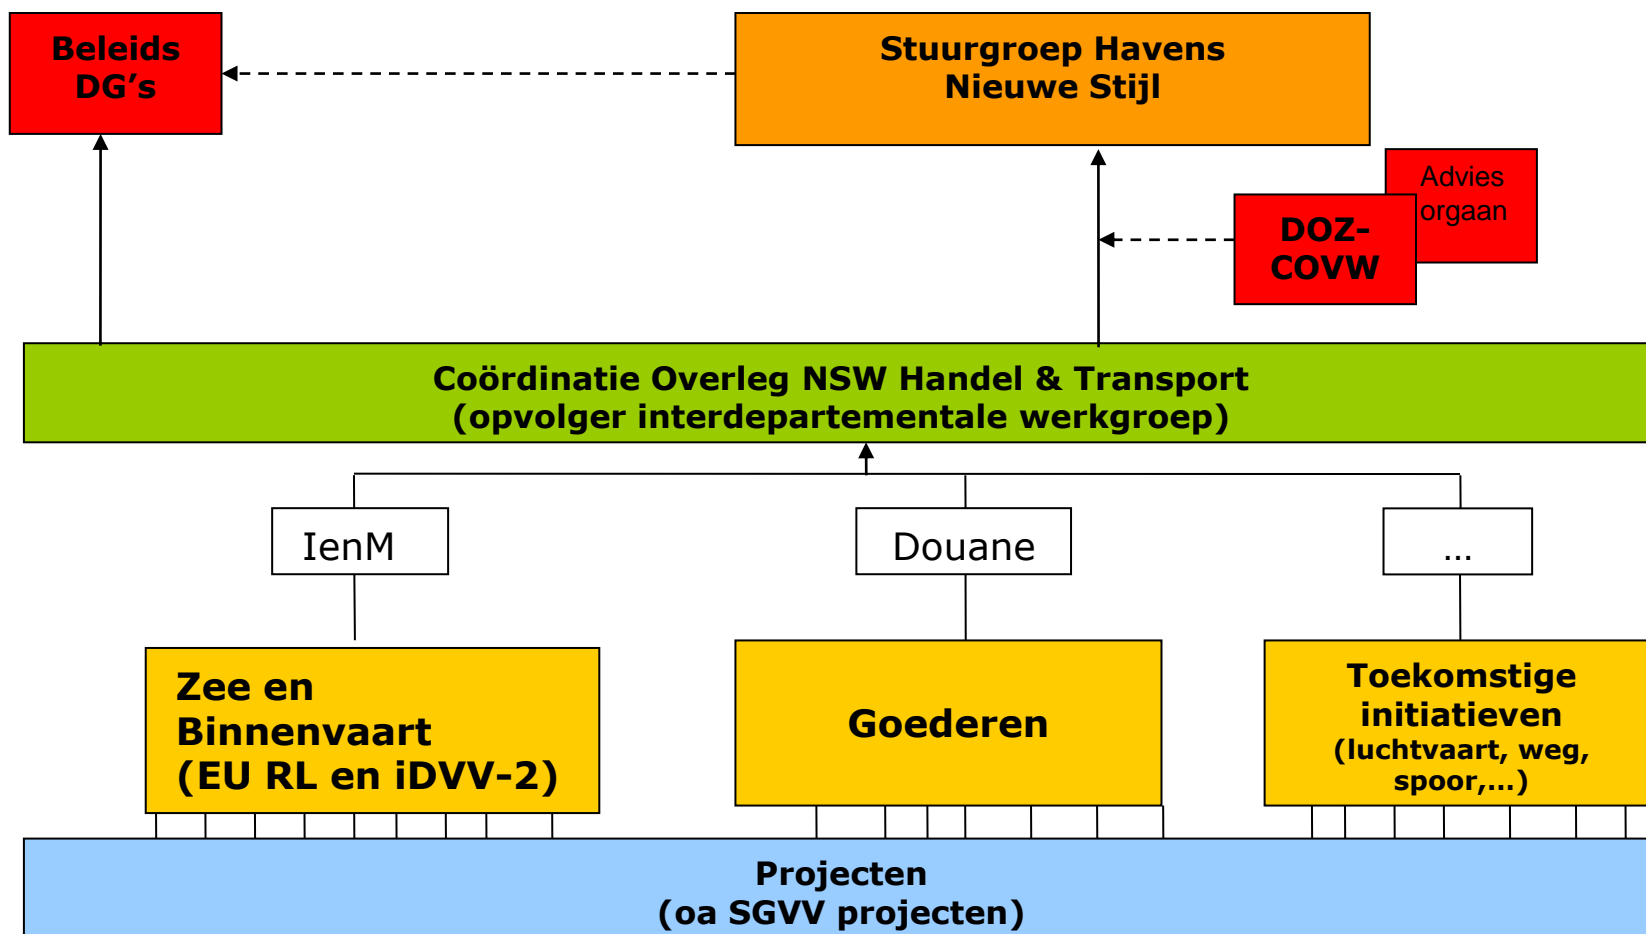 Beleids
DG’s
Stuurgroep Havens
Nieuwe Stijl
Advies
orgaan
DOZ-
COVW
Coördinatie Overleg NSW Handel & Transport
(opvolger interdepartementale werkgroep)
IenM
Douane
...
Zee en
Binnenvaart
(EU RL en iDVV-2)
Goederen
Toekomstige
initiatieven
(luchtvaart, weg,
spoor,...)
Projecten
(oa SGVV projecten)